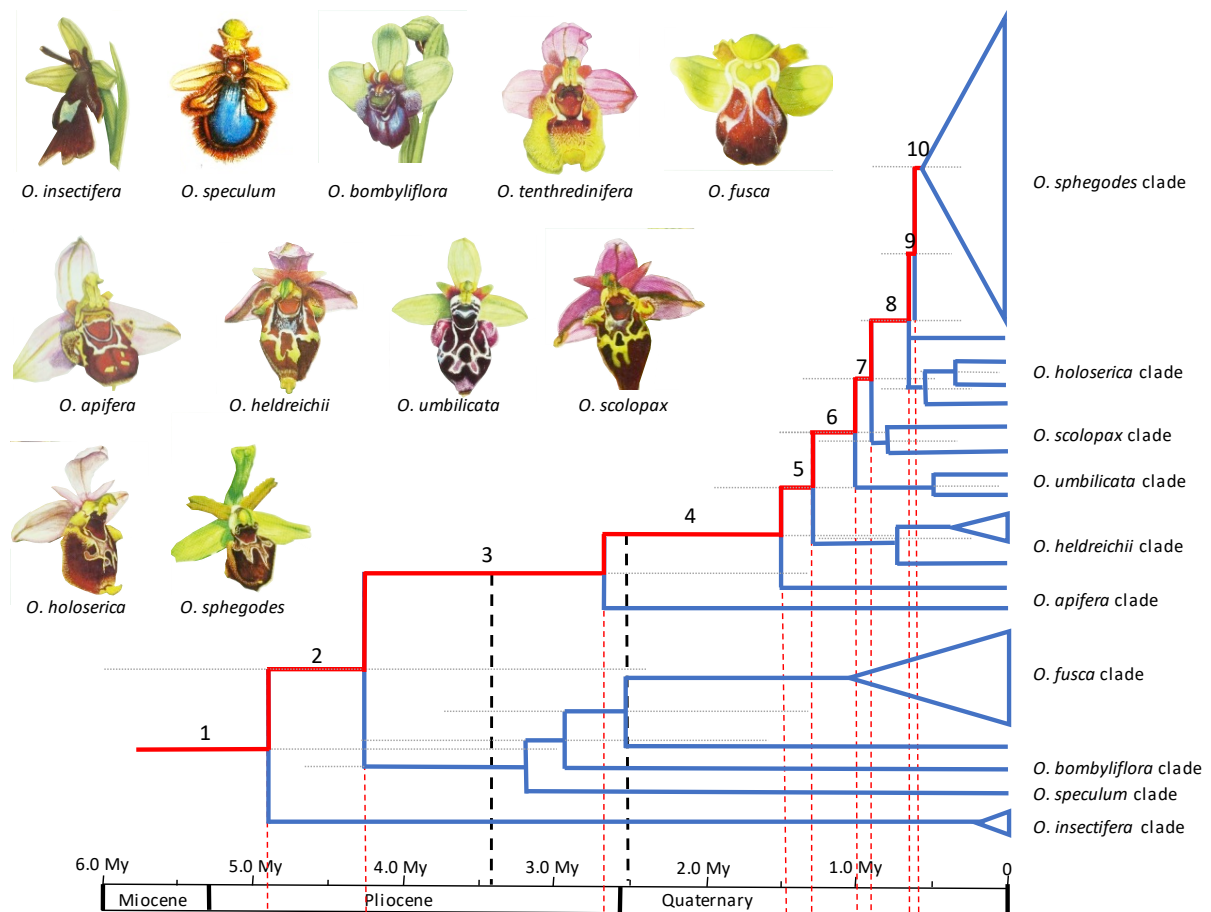 O. insectifera
O. speculum
O. bombyliflora
O. tenthredinifera
O. fusca
O. apifera
O. heldreichii
O. umbilicata
O. scolopax
O. holoserica
O. sphegodes
10
9
8
7
6
5
4
3
2
1
O. sphegodes clade
O. holoserica clade
O. scolopax clade
O. umbilicata clade
O. heldreichii clade
O. apifera clade
O. fusca clade
O. bombyliflora clade
O. speculum clade
O. insectifera clade
6.0 My 5.0 My 4.0 My 3.0 My 2.0 My 1.0 My 0
Miocene Pliocene Quaternary